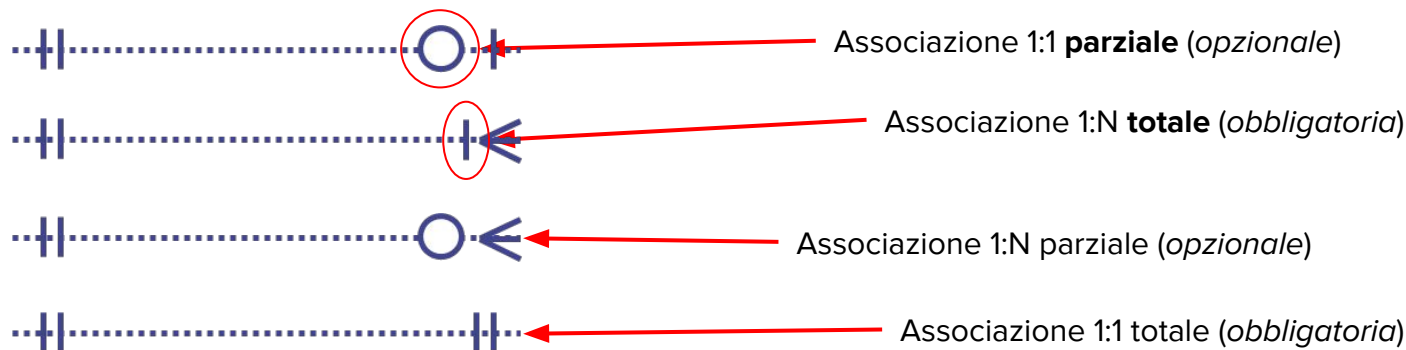 Associazione 1:1 parziale (opzionale)
Associazione 1:N totale (obbligatoria)
Associazione 1:N parziale (opzionale)
Associazione 1:1 totale (obbligatoria)